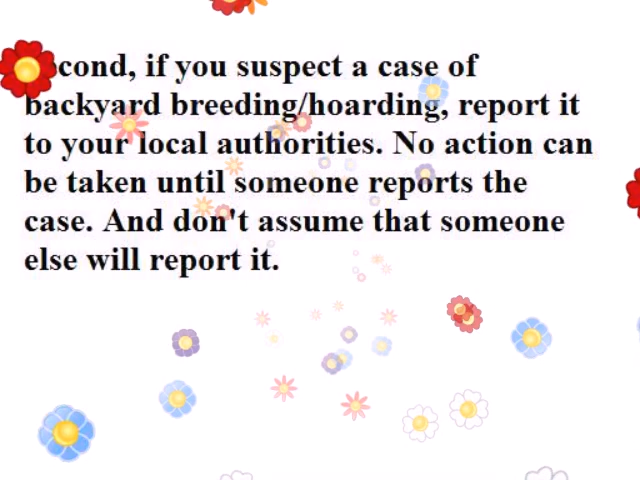 cond, if you suspect a case of
backyard breeding/hoarding, report it
to your local authorities. No action can
be taken until someone reports the
case. And don't assume that someone
else will report it.